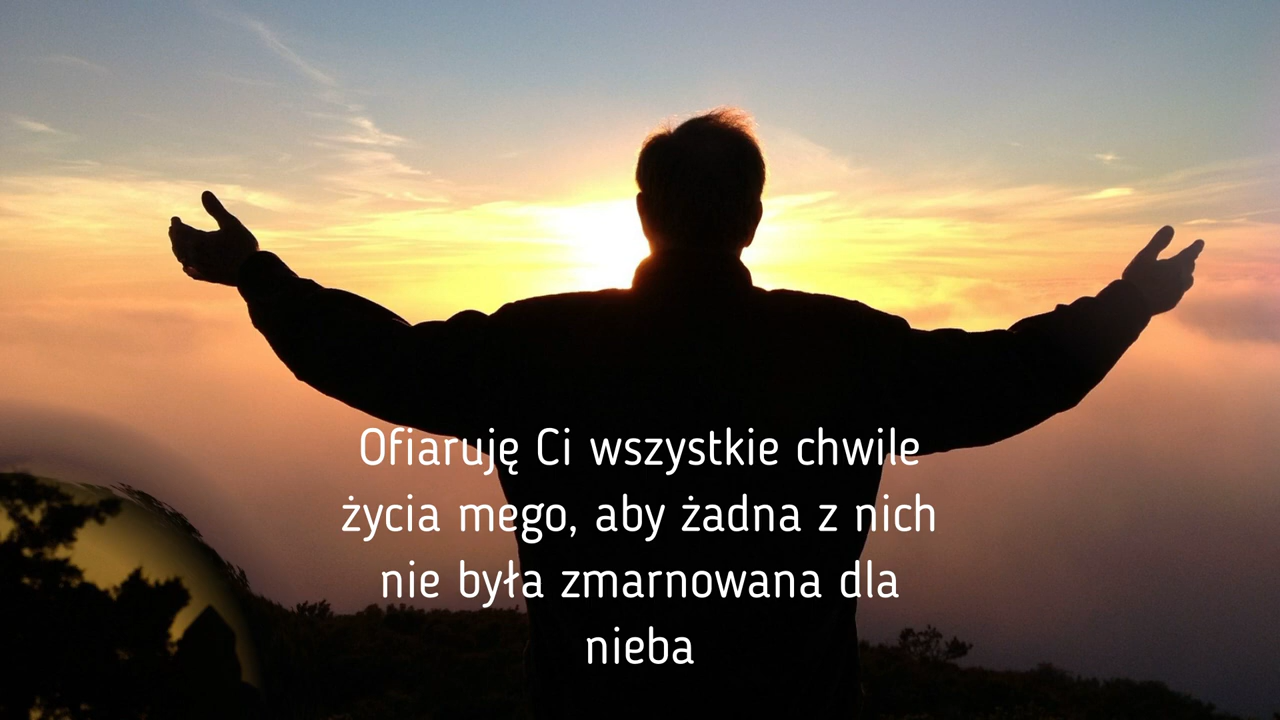 Ofiaruję Ci wszystkie chwile
życia mego, aby żadna z nich
nie była zmarnowana dla
nieba